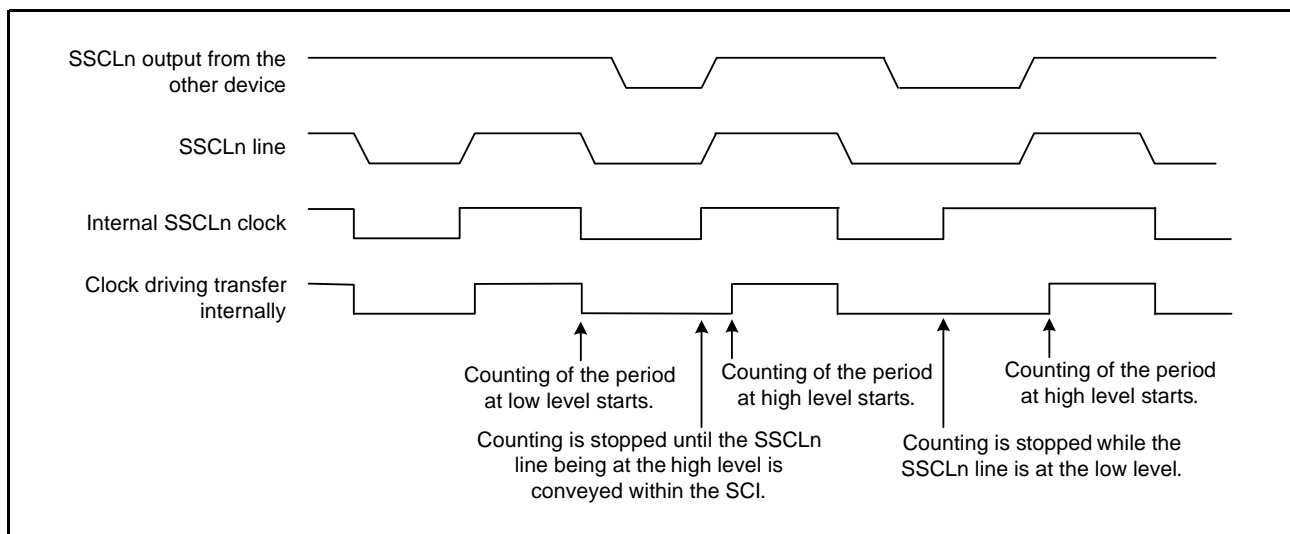 SSCLn output from the
other device
SSCLn line
Internal SSCLn clock
Clock driving transfer
internally
Counting of the period
at low level starts.
Counting of the period
at high level starts.
Counting of the period
at high level starts.
Counting is stopped until the SSCLn
line being at the high level is
conveyed within the SCI.
Counting is stopped while the
SSCLn line is at the low level.